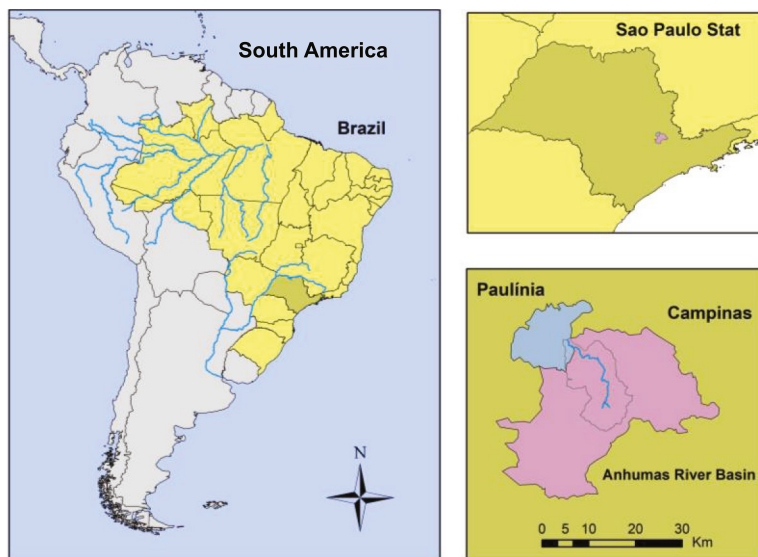 South America
Brazil
N
Sao Paulo Stat
Paulínia
Campinas
Anhumas River Basin
0 5 10 20 30
Km